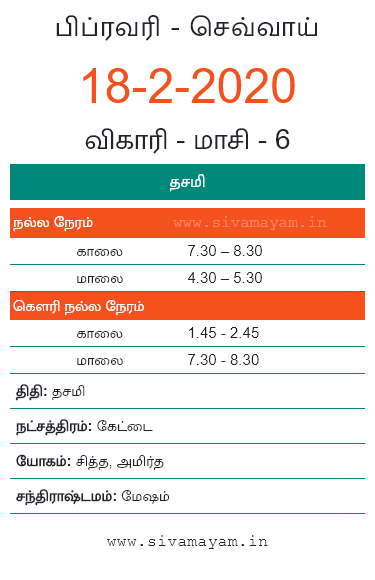 பிப்ரவரி - செவ்வாய்
18-2-2020
விகாரி - மாசி - 6
தசமி
நல்ல நேரம் www.sivamayam.in
காலை 7.30 – 8.30
மாலை 4.30 – 5.30
கௌரி நல்ல நேரம்
காலை 1.45 - 2.45
மாலை 7.30 - 8.30
திதி: தசமி
நட்சத்திரம்: கேட்டை
யோகம்: சித்த, அமிர்த
சந்திராஷ்டமம்: மேஷம்
www.sivamayam.in